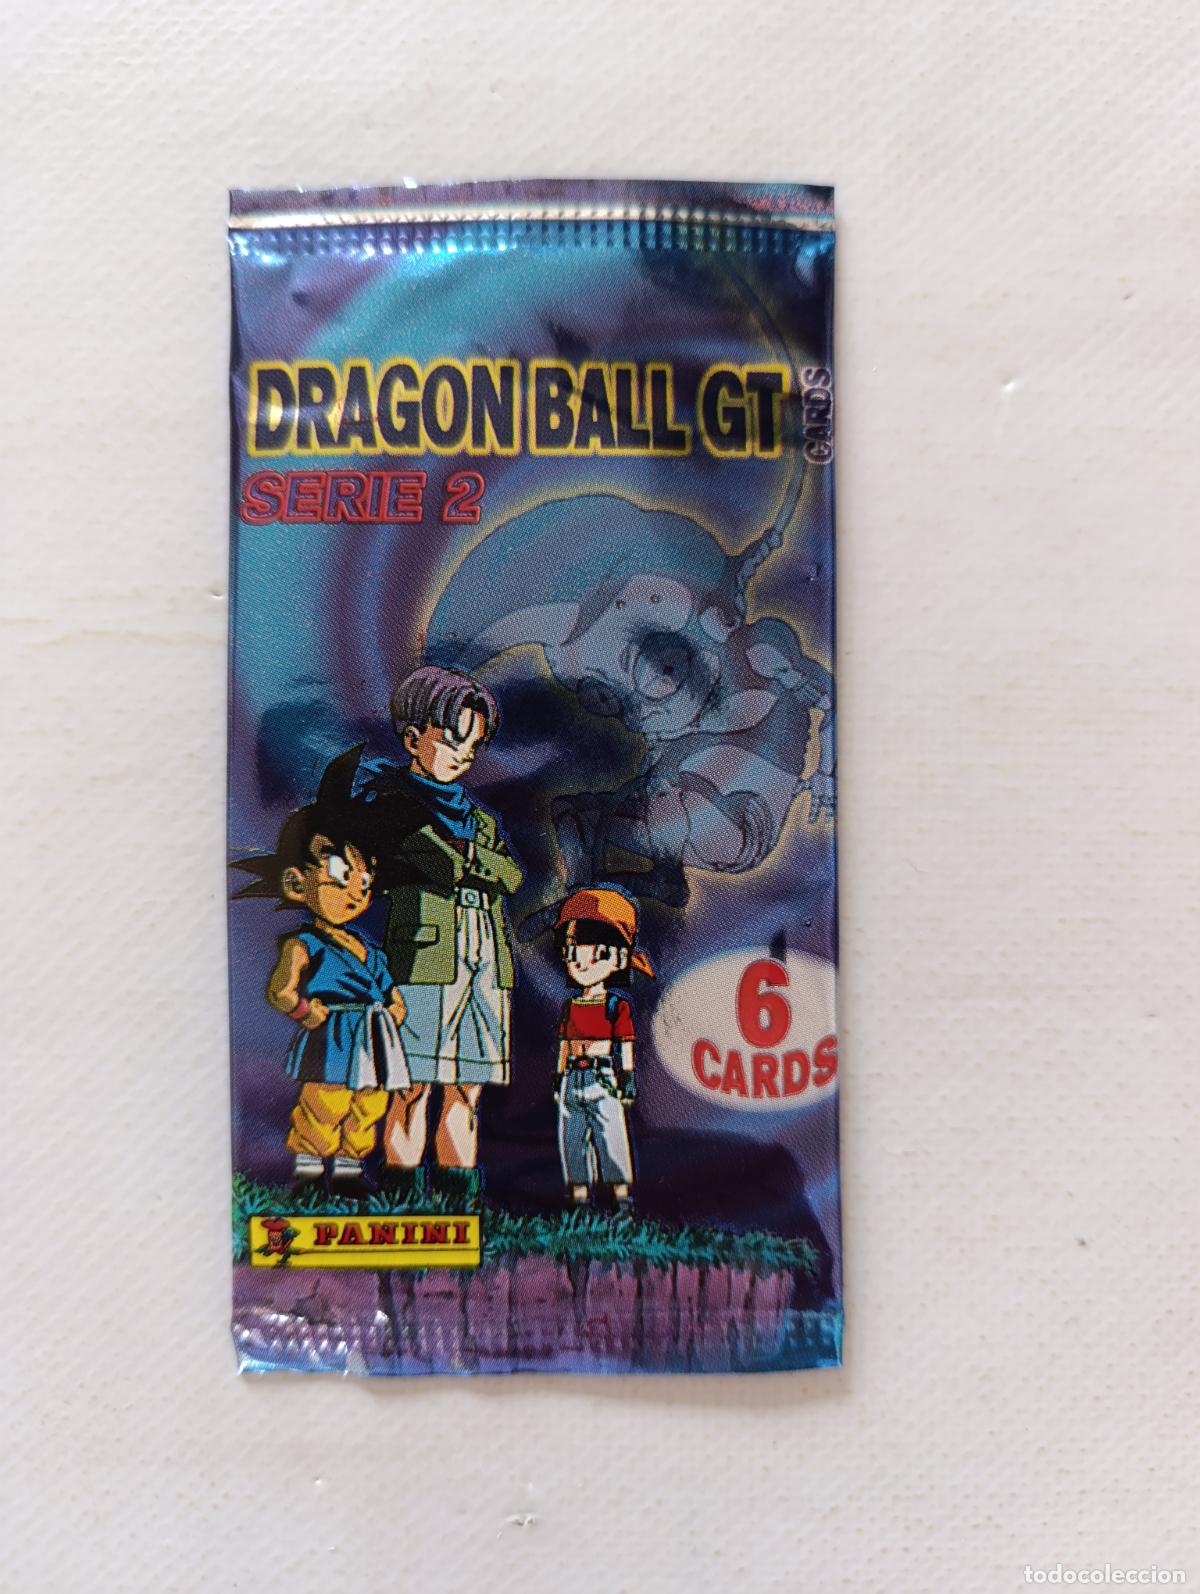 DRAGON BALL GT
CARDS
SERIE 2
6
CARDS
PANINI
todocoleccion